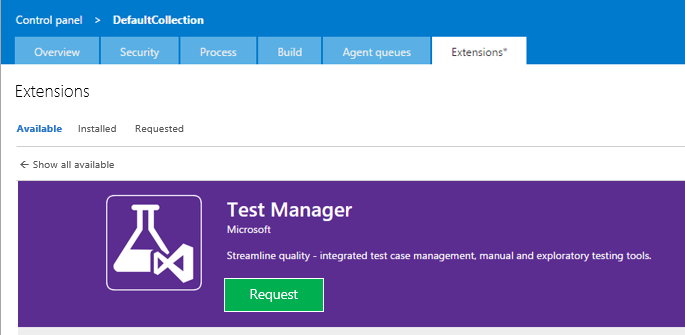 Control panel > DefaultCollection
Overview Security Process Build Agent queues Extensions*
Extensions
Available Installed Requested
← Show all available
Test Manager
Microsoft
Streamline quality - integrated test case management, manual and exploratory testing tools.
Request